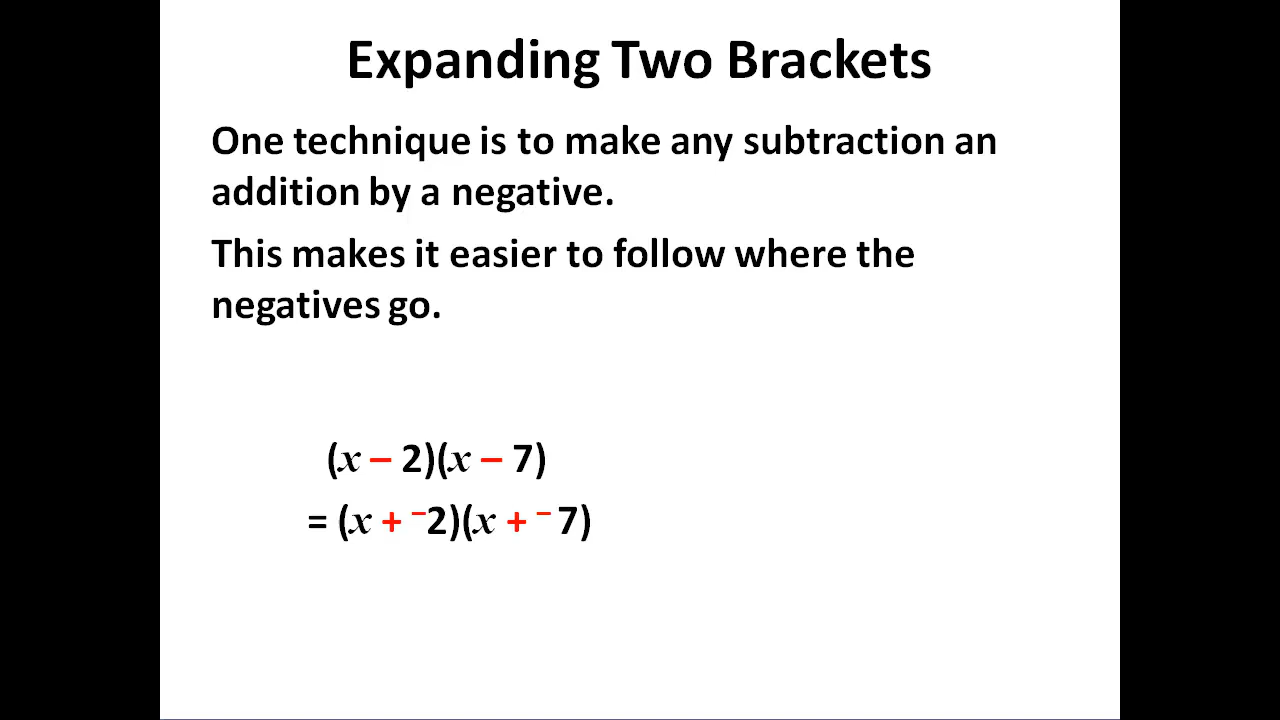 Expanding Two Brackets
One technique is to make any subtraction an
addition by a negative.
This makes it easier to follow where the
negatives go.
(x – 2)(x – 7)
= (x + ⁻2)(x + ⁻ 7)